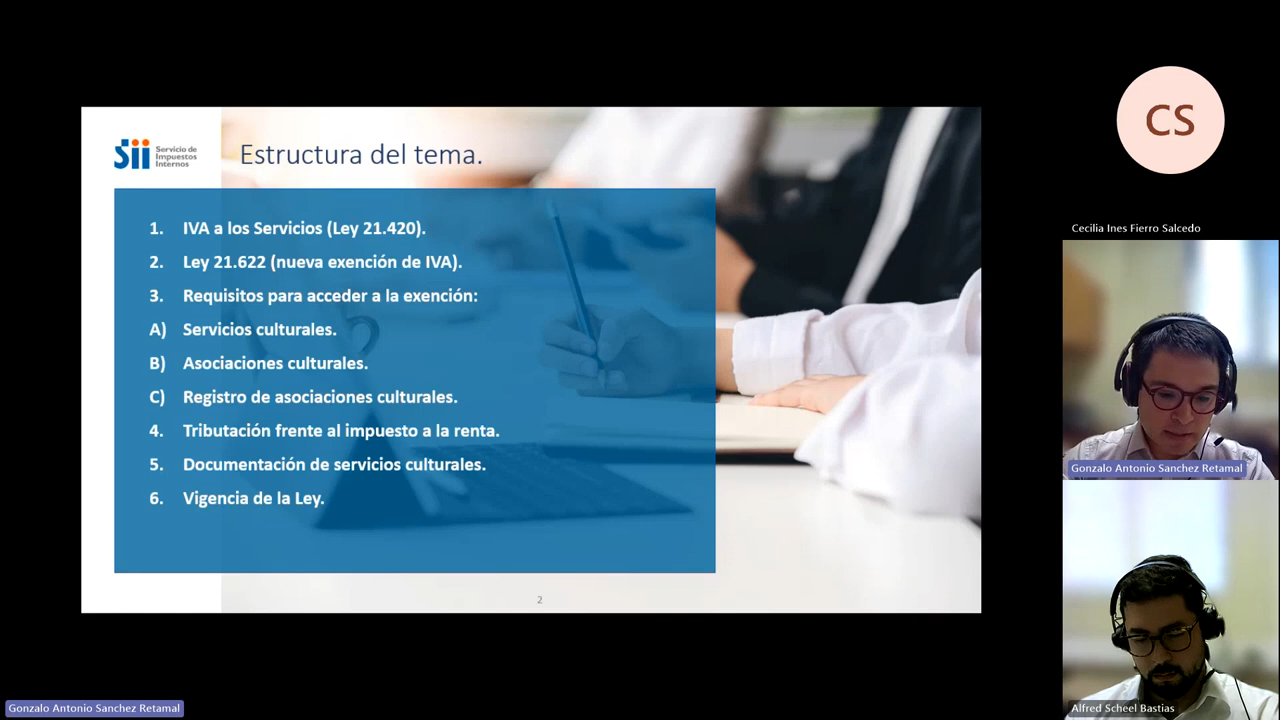 sii
Servicio de
Impuestos
Internos
Estructura del tema.
1. IVA a los Servicios (Ley 21.420).
2. Ley 21.622 (nueva exención de IVA).
3. Requisitos para acceder a la exención:
A) Servicios culturales.
B) Asociaciones culturales.
C) Registro de asociaciones culturales.
4. Tributación frente al impuesto a la renta.
5. Documentación de servicios culturales.
6. Vigencia de la Ley.
2
CS
Cecilia Ines Fierro Salcedo
Gonzalo Antonio Sanchez Retamal
Alfred Scheel Bastias
Gonzalo Antonio Sanchez Retamal